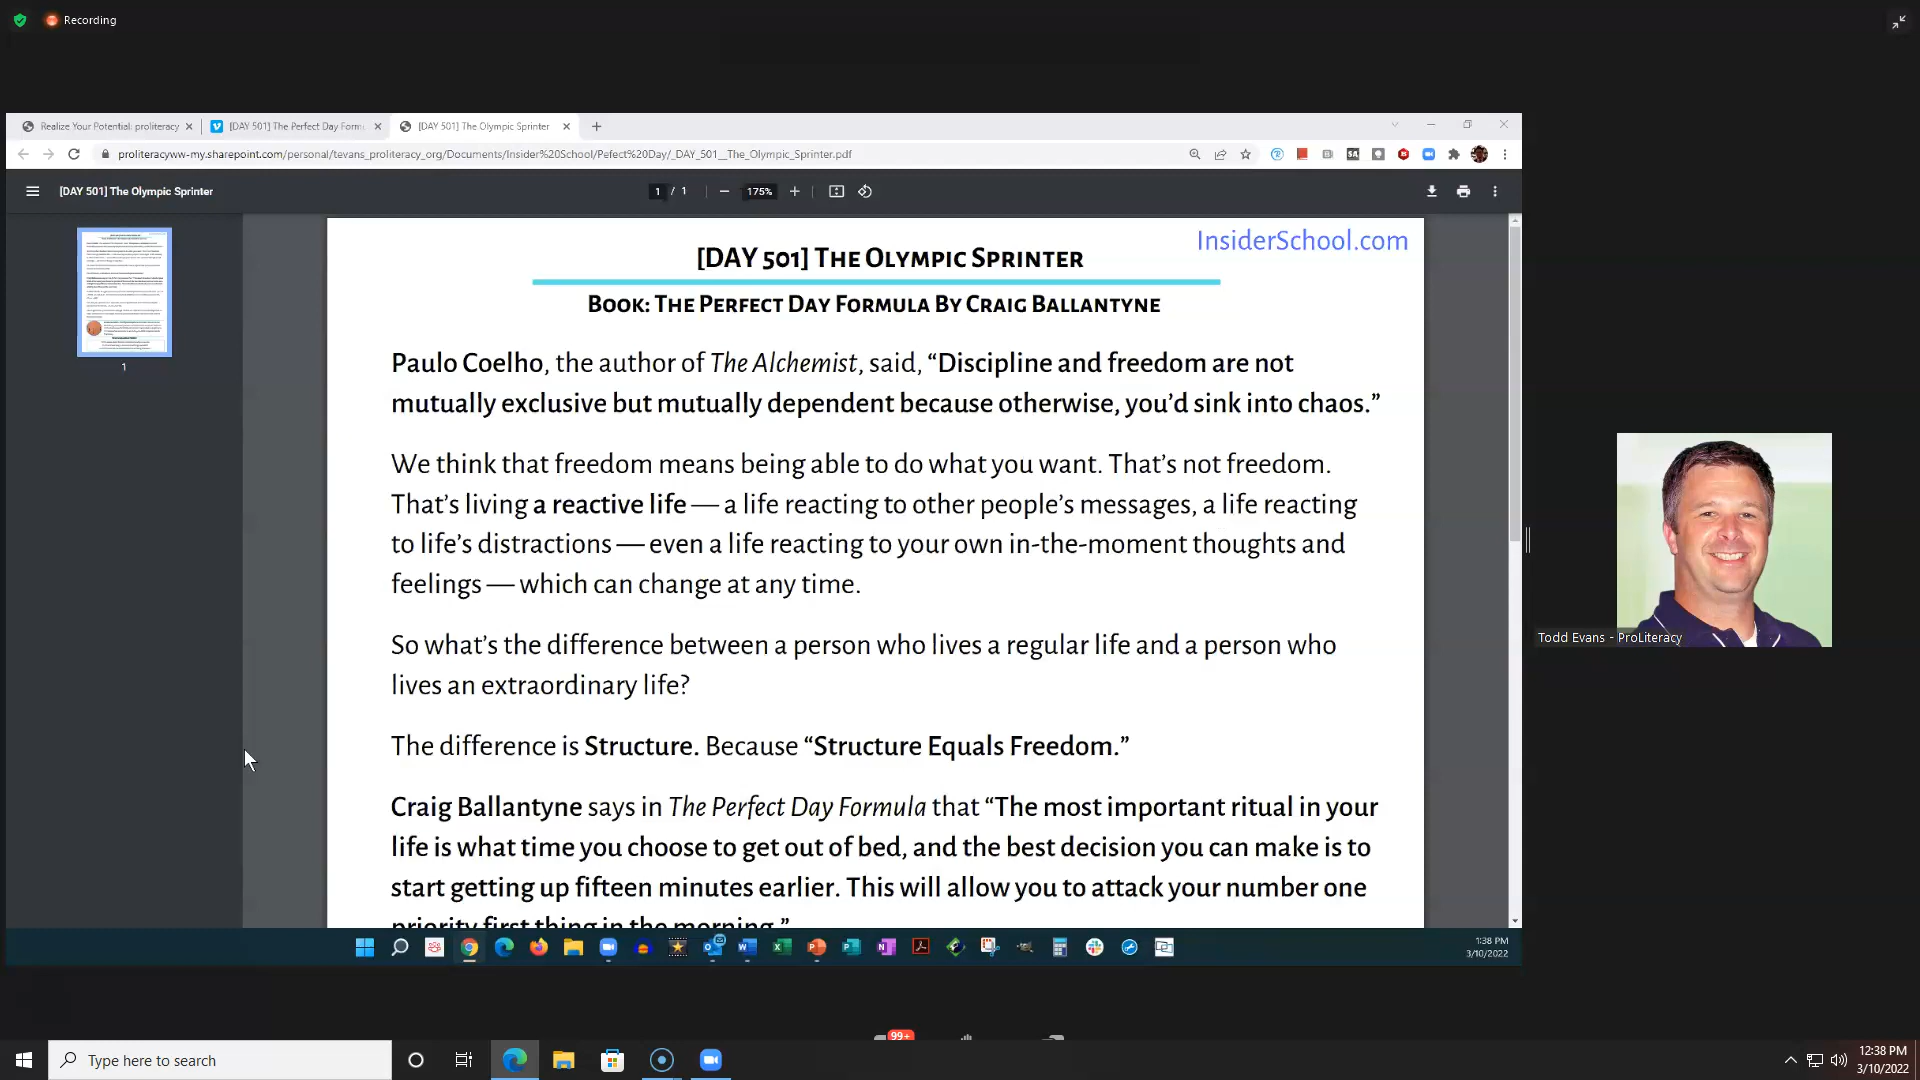 Recording
Realize Your Potential: proliteracy
[DAY 501] The Perfect Day Form
[DAY 501] The Olympic Sprinter
proliteracyww-my.sharepoint.com/personal/tevans_proliteracy_org/Documents/Insider%20School/Pefect%20Day/_DAY_501__The_Olympic_Sprinter.pdf
[DAY 501] The Olympic Sprinter
1 / 1
175%
InsiderSchool.com
[DAY 501] The Olympic Sprinter
Book: The Perfect Day Formula By Craig Ballantyne
Paulo Coelho, the author of The Alchemist, said, “Discipline and freedom are not
mutually exclusive but mutually dependent because otherwise, you’d sink into chaos.”
We think that freedom means being able to do what you want. That’s not freedom.
That’s living a reactive life — a life reacting to other people’s messages, a life reacting
to life’s distractions — even a life reacting to your own in-the-moment thoughts and
feelings — which can change at any time.
So what’s the difference between a person who lives a regular life and a person who
lives an extraordinary life?
The difference is Structure. Because “Structure Equals Freedom.”
Craig Ballantyne says in The Perfect Day Formula that “The most important ritual in your
life is what time you choose to get out of bed, and the best decision you can make is to
start getting up fifteen minutes earlier. This will allow you to attack your number one
priority first thing in the morning.”
1
Todd Evans - ProLiteracy
1:38 PM
3/10/2022
99+
Type here to search
12:38 PM
3/10/2022